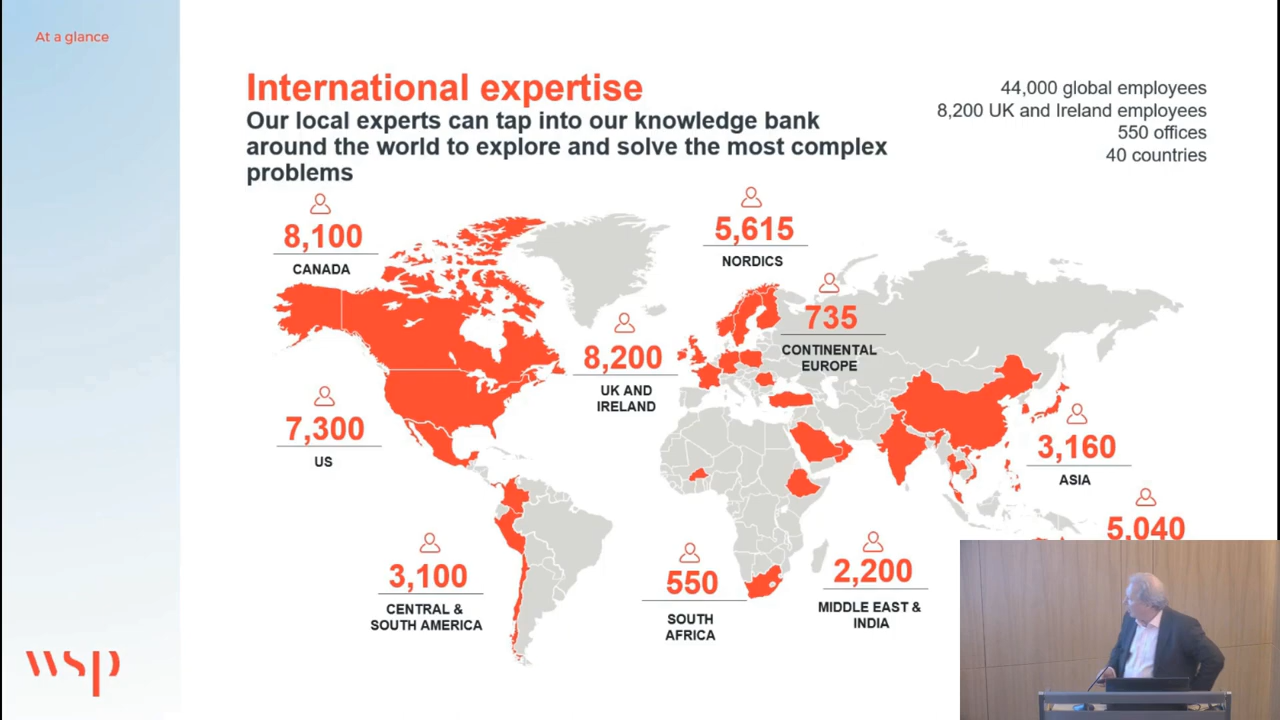 At a glance
International expertise
Our local experts can tap into our knowledge bank
around the world to explore and solve the most complex
problems
44,000 global employees
8,200 UK and Ireland employees
550 offices
40 countries
8,100
CANADA
5,615
NORDICS
735
CONTINENTAL
EUROPE
8,200
UK AND
IRELAND
7,300
US
3,160
ASIA
5,040
3,100
CENTRAL &
SOUTH AMERICA
550
SOUTH
AFRICA
2,200
MIDDLE EAST &
INDIA
wsp